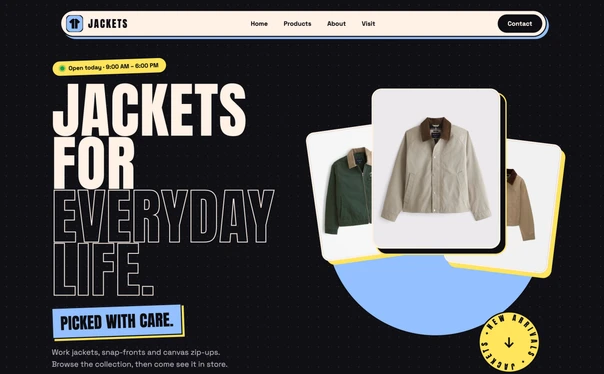 JACKETS
Home
Products
About
Visit
Contact
Open today · 9:00 AM – 6:00 PM
JACKETS
FOR
EVERYDAY
LIFE.
PICKED WITH CARE.
Work jackets, snap-fronts and canvas zip-ups.
Browse the collection, then come see it in store.
NEW ARRIVALS • JACKETS •